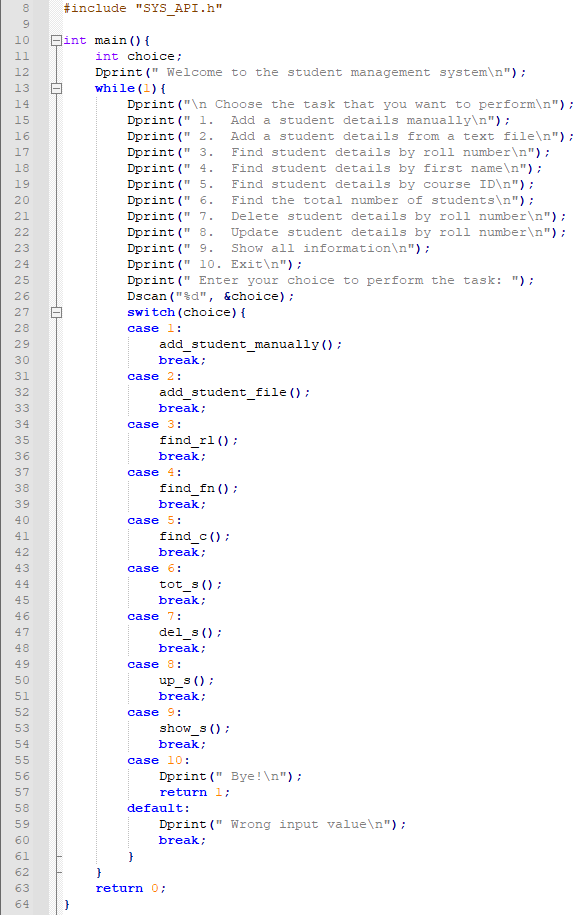 8 #include "SYS_API.h"
9
10 int main(){
11 int choice;
12 Dprint(" Welcome to the student management system\n");
13 while(1){
14 Dprint("\n Choose the task that you want to perform\n");
15 Dprint(" 1.  Add a student details manually\n");
16 Dprint(" 2.  Add a student details from a text file\n");
17 Dprint(" 3.  Find student details by roll number\n");
18 Dprint(" 4.  Find student details by first name\n");
19 Dprint(" 5.  Find student details by course ID\n");
20 Dprint(" 6.  Find the total number of students\n");
21 Dprint(" 7.  Delete student details by roll number\n");
22 Dprint(" 8.  Update student details by roll number\n");
23 Dprint(" 9.  Show all information\n");
24 Dprint(" 10. Exit\n");
25 Dprint(" Enter your choice to perform the task: ");
26 Dscan("%d", &choice);
27 switch(choice){
28 case 1:
29 add_student_manually();
30 break;
31 case 2:
32 add_student_file();
33 break;
34 case 3:
35 find_rl();
36 break;
37 case 4:
38 find_fn();
39 break;
40 case 5:
41 find_c();
42 break;
43 case 6:
44 tot_s();
45 break;
46 case 7:
47 del_s();
48 break;
49 case 8:
50 up_s();
51 break;
52 case 9:
53 show_s();
54 break;
55 case 10:
56 Dprint(" Bye!\n");
57 return 1;
58 default:
59 Dprint(" Wrong input value\n");
60 break;
61 }
62 }
63 return 0;
64 }